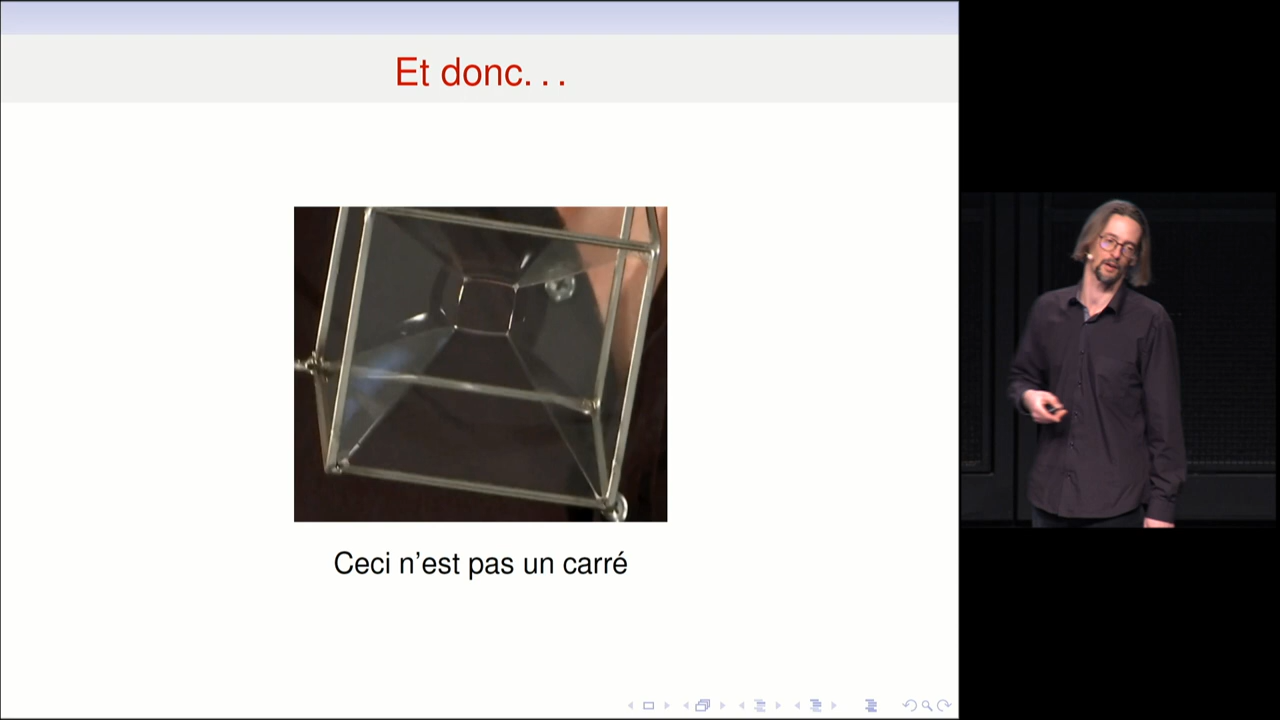 Et donc. . .
Ceci n'est pas un carré